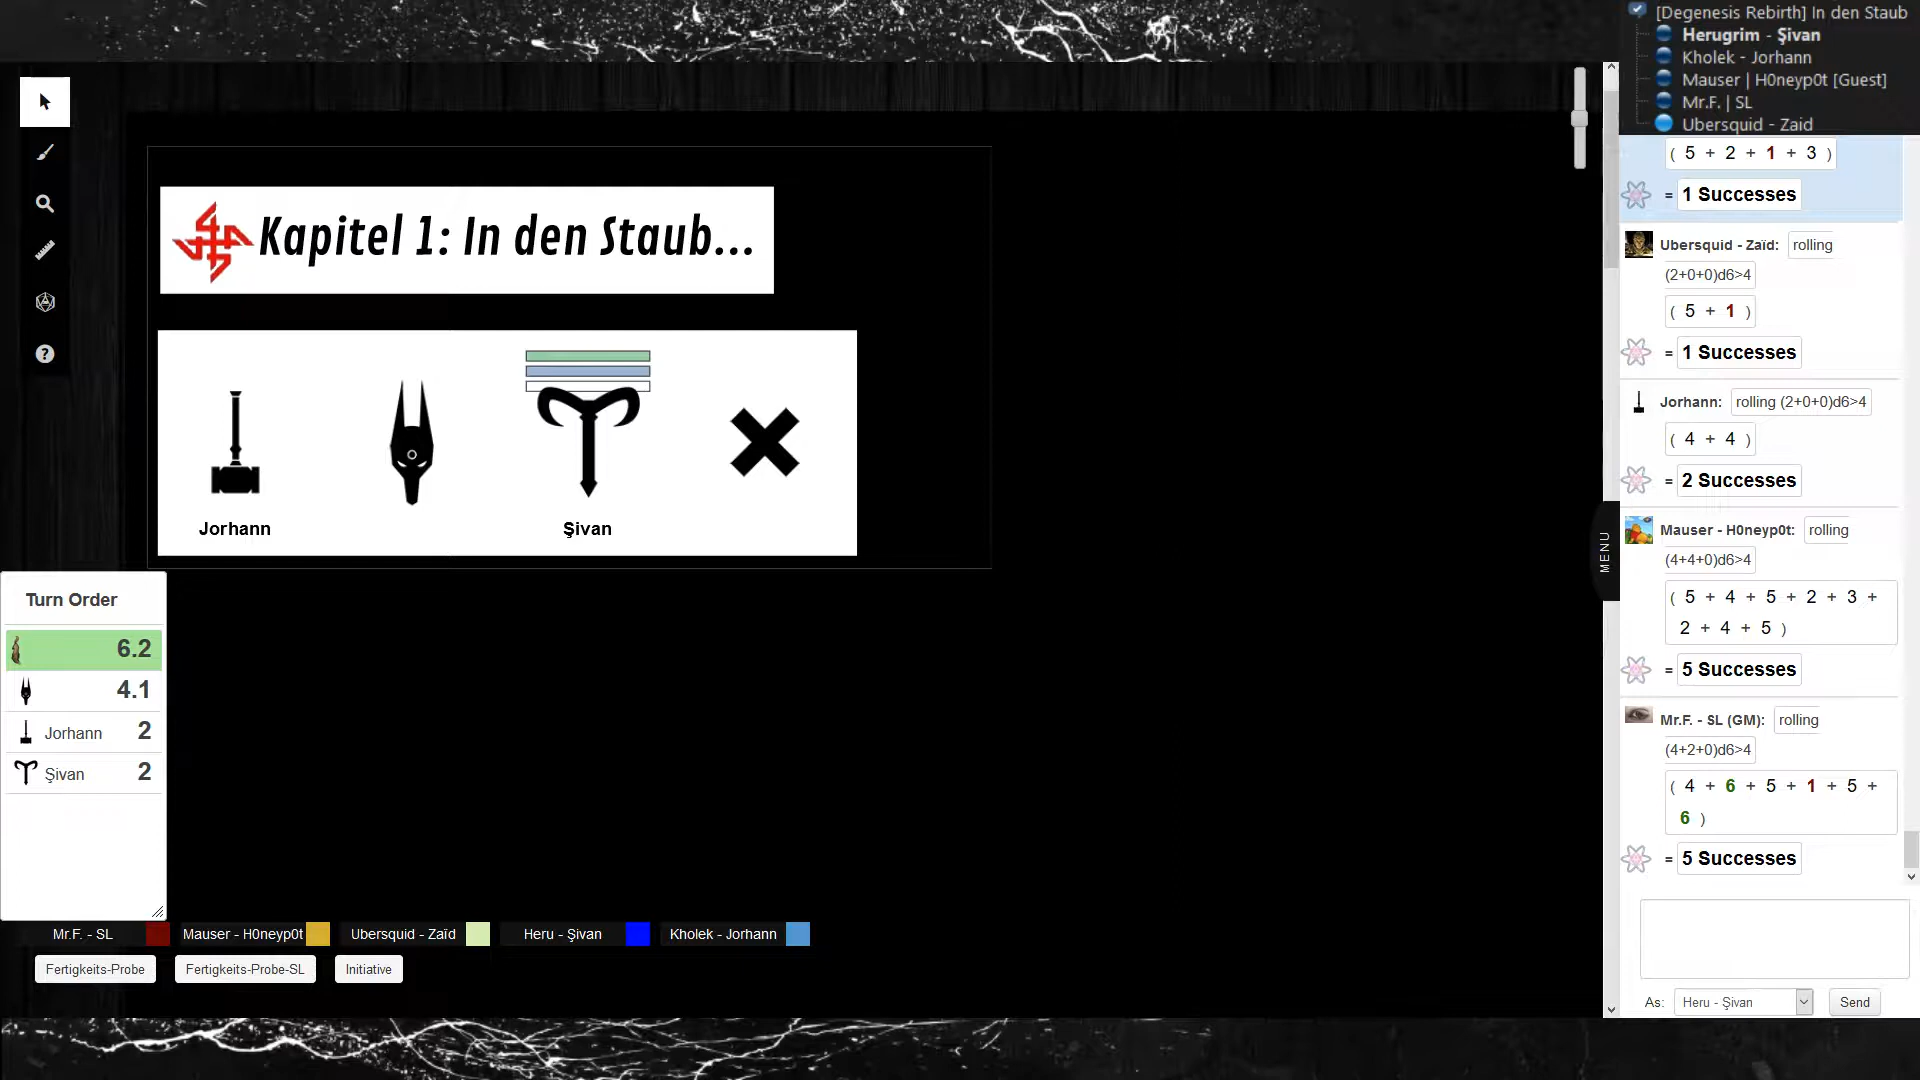 [Degenesis Rebirth] In den Staub
Herugrim - Şivan
Kholek - Jorhann
Mauser | H0neyp0t [Guest]
Mr.F. | SL
Ubersquid - Zaid
Kapitel 1: In den Staub...
Jorhann
Şivan
Turn Order
6.2
4.1
Jorhann 2
Şivan 2
Mr.F. - SL
Mauser - H0neyp0t
Ubersquid - Zaïd
Heru - Şivan
Kholek - Jorhann
Fertigkeits-Probe
Fertigkeits-Probe-SL
Initiative
MENU
( 5 + 2 + 1 + 3 )
= 1 Successes
Ubersquid - Zaïd: rolling
(2+0+0)d6>4
( 5 + 1 )
= 1 Successes
Jorhann: rolling (2+0+0)d6>4
( 4 + 4 )
= 2 Successes
Mauser - H0neyp0t: rolling
(4+4+0)d6>4
( 5 + 4 + 5 + 2 + 3 +
2 + 4 + 5 )
= 5 Successes
Mr.F. - SL (GM): rolling
(4+2+0)d6>4
( 4 + 6 + 5 + 1 + 5 +
6 )
= 5 Successes
As: Heru - Şivan Send